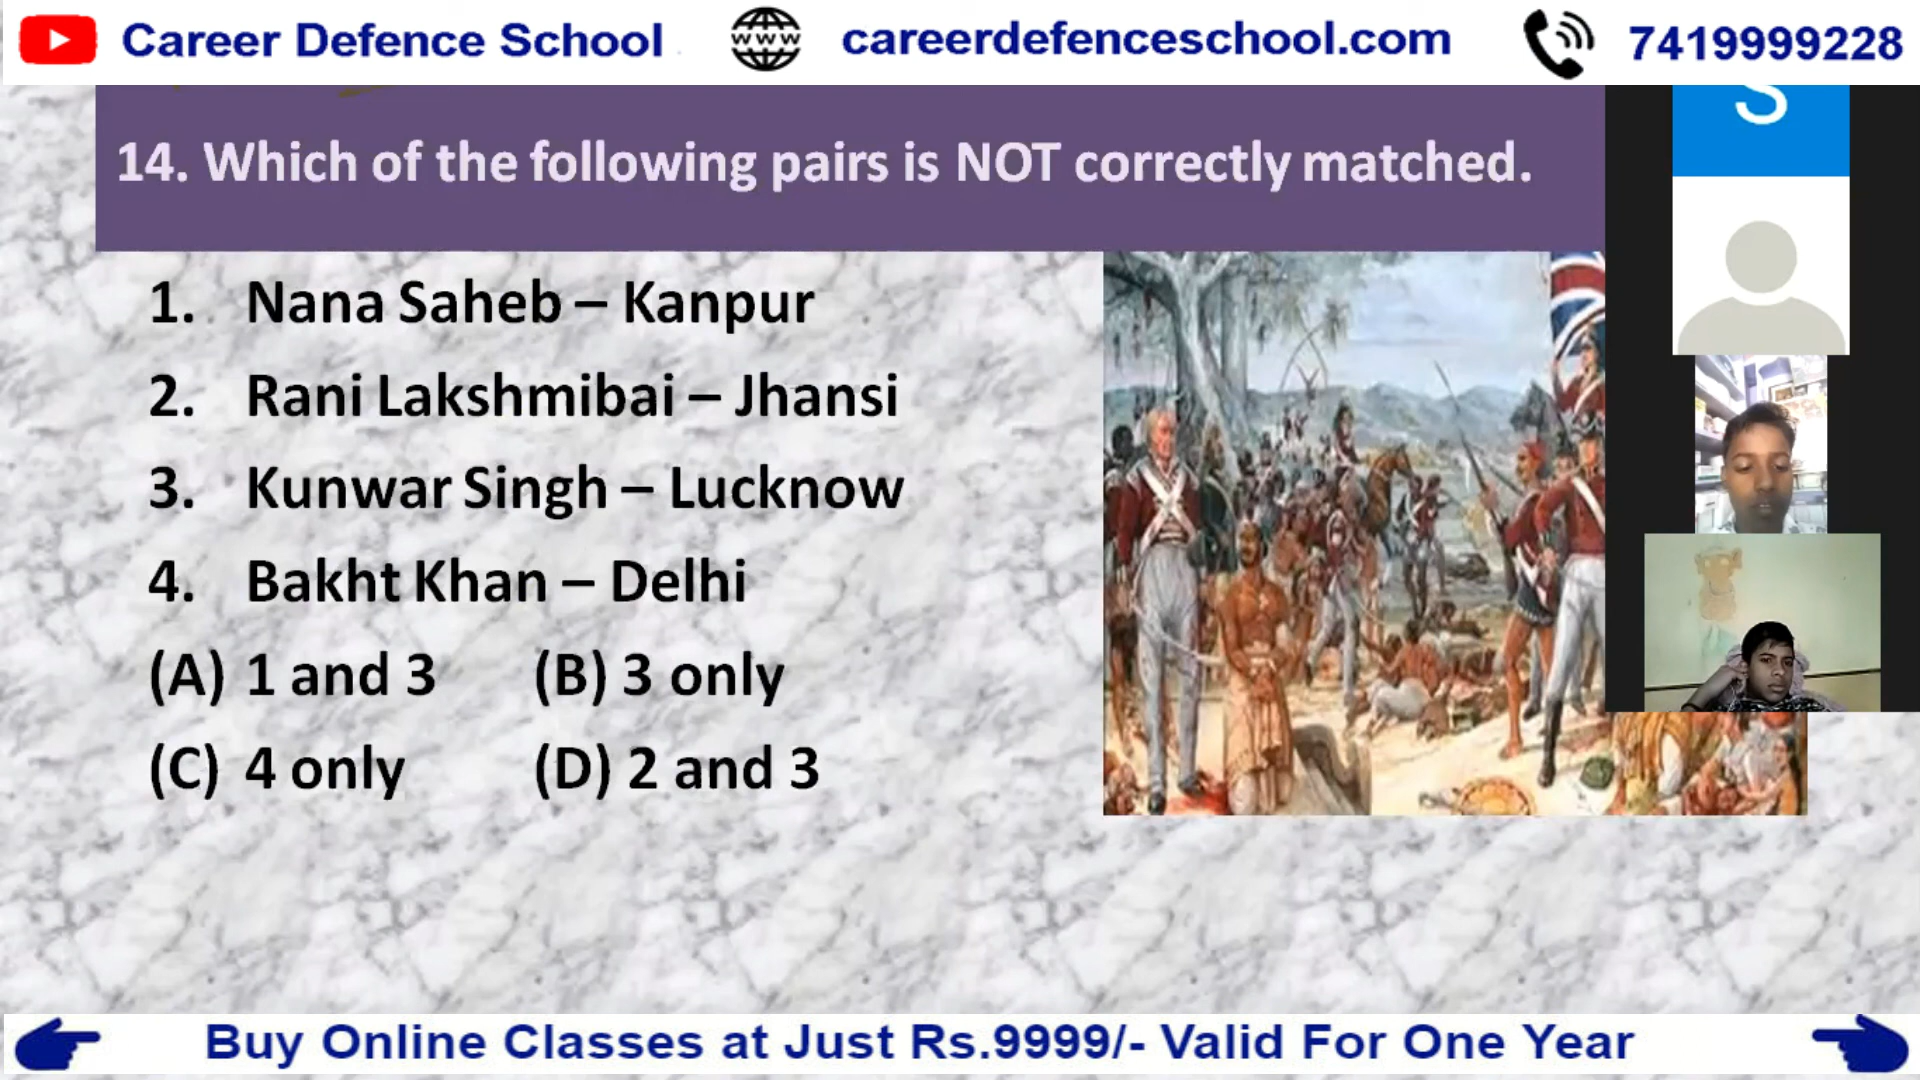 Career Defence School
www
careerdefenceschool.com
7419999228
S
14. Which of the following pairs is NOT correctly matched.
1. Nana Saheb – Kanpur
2. Rani Lakshmibai – Jhansi
3. Kunwar Singh – Lucknow
4. Bakht Khan – Delhi
(A) 1 and 3 (B) 3 only
(C) 4 only (D) 2 and 3
Buy Online Classes at Just Rs.9999/- Valid For One Year